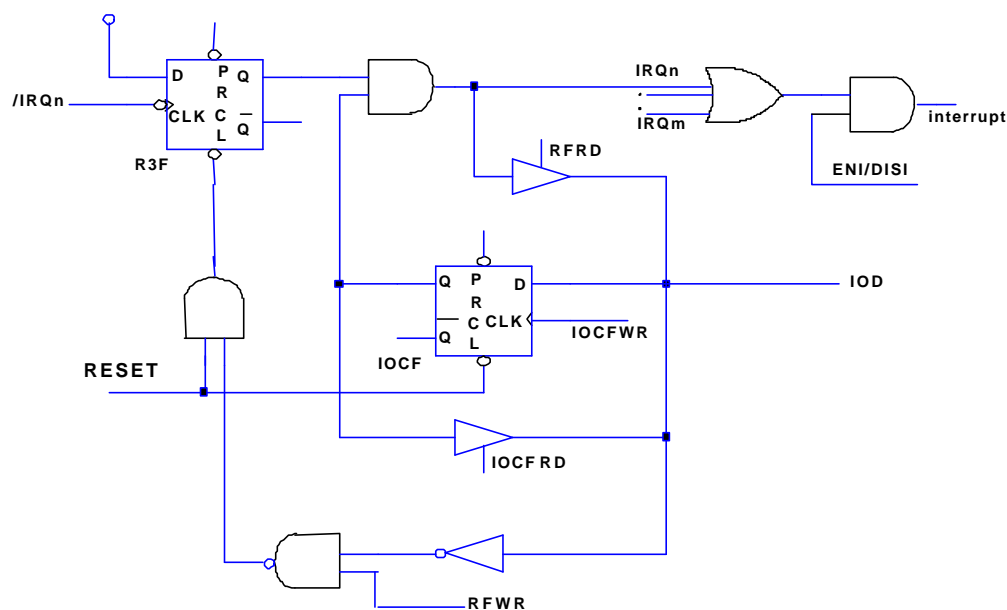 D
P
R
C
L
Q
Q
CLK
/IRQn
R3F
IRQn
.
.
IRQm
interrupt
ENI/DISI
RFRD
Q
P
R
C
L
D
CLK
Q
IOD
IOCFWR
IOCF
RESET
IOCFRD
RFWR